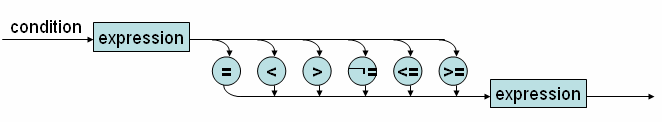 condition
expression
= < > ¬= <= >=
expression